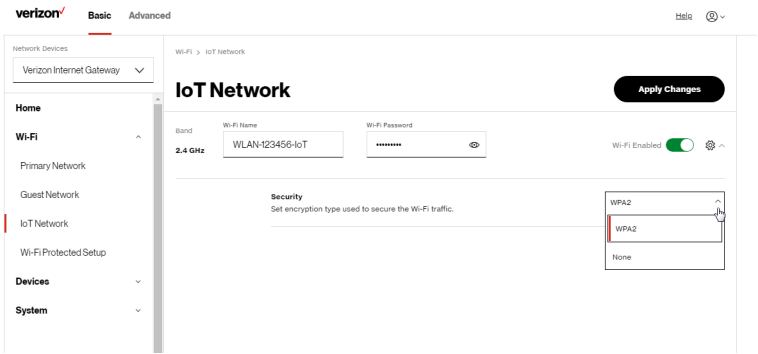 verizon✓
Basic Advanced
Help
Network Devices
Verizon Internet Gateway
Home
Wi-Fi
Primary Network
Guest Network
IoT Network
Wi-Fi Protected Setup
Devices
System
Wi-Fi > IoT Network
IoT Network
Apply Changes
Band
2.4 GHz
Wi-Fi Name
WLAN-123456-IoT
Wi-Fi Password
•••••••••
Wi-Fi Enabled
Security
Set encryption type used to secure the Wi-Fi traffic.
WPA2
WPA2
None